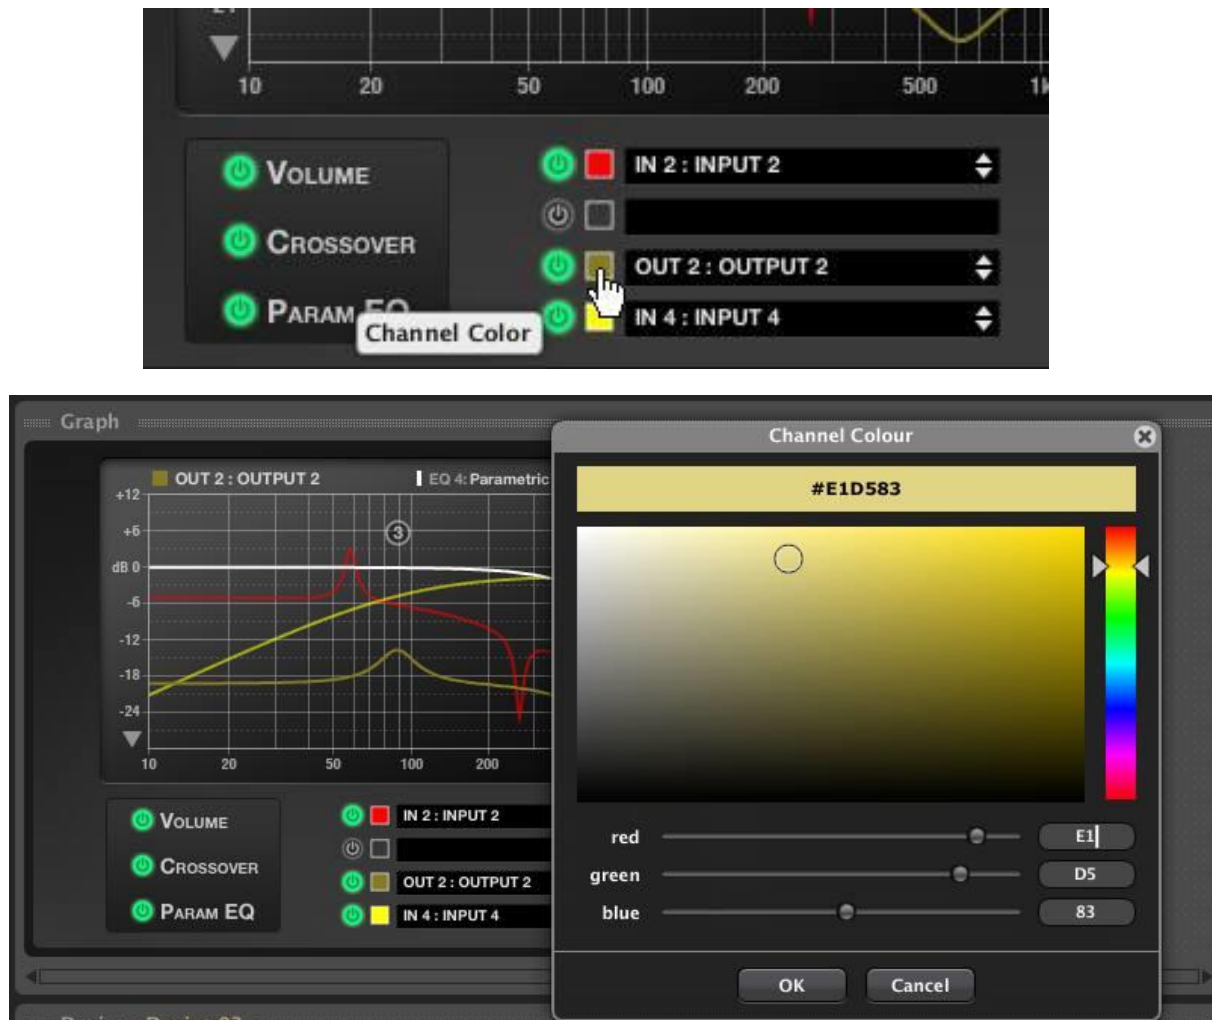 10 20 50 100 200 500
VOLUME
IN 2 : INPUT 2
CROSSOVER
OUT 2 : OUTPUT 2
PARAM EQ
IN 4 : INPUT 4
Channel Color
Graph
OUT 2 : OUTPUT 2
EQ 4: Parametric
+12
+6
3
dB 0
-6
-12
-18
-24
10 20 50 100 200
VOLUME
CROSSOVER
PARAM EQ
IN 2 : INPUT 2
OUT 2 : OUTPUT 2
IN 4 : INPUT 4
Channel Colour
#E1D583
red E1
green D5
blue 83
OK Cancel